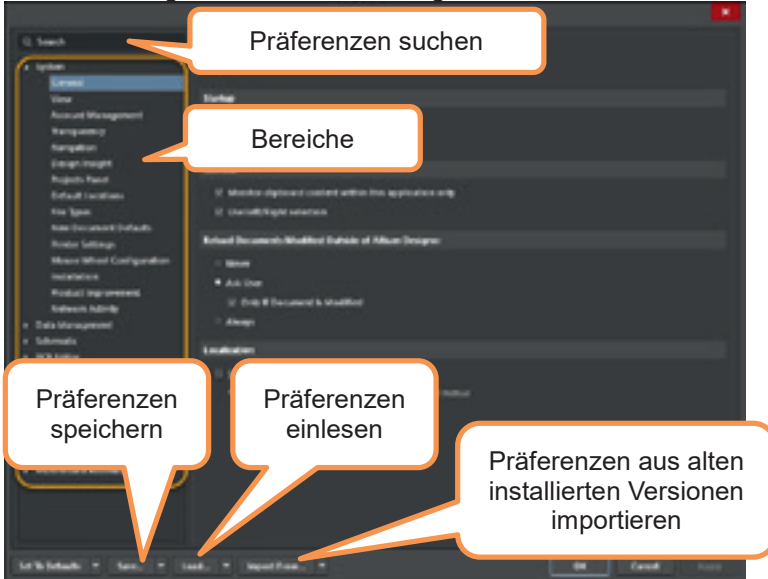 Search
Präferenzen suchen
System
General
View
Account Management
Transparency
Navigation
Design Insight
Projects Panel
Default Locations
File Types
New Document Defaults
Printer Settings
Mouse Wheel Configuration
Installation
Product Improvement
Network Activity
Data Management
Schematic
Bereiche
Startup
Monitor clipboard content within this application only
Use Left/Right selection
Reload Documents Modified Outside of Altium Designer
Never
Ask User
Only If Document Is Modified
Always
Localization
Präferenzen
speichern
Präferenzen
einlesen
Präferenzen aus alten
installierten Versionen
importieren
Set To Defaults
Save...
Load...
Import From...
OK
Cancel
Apply